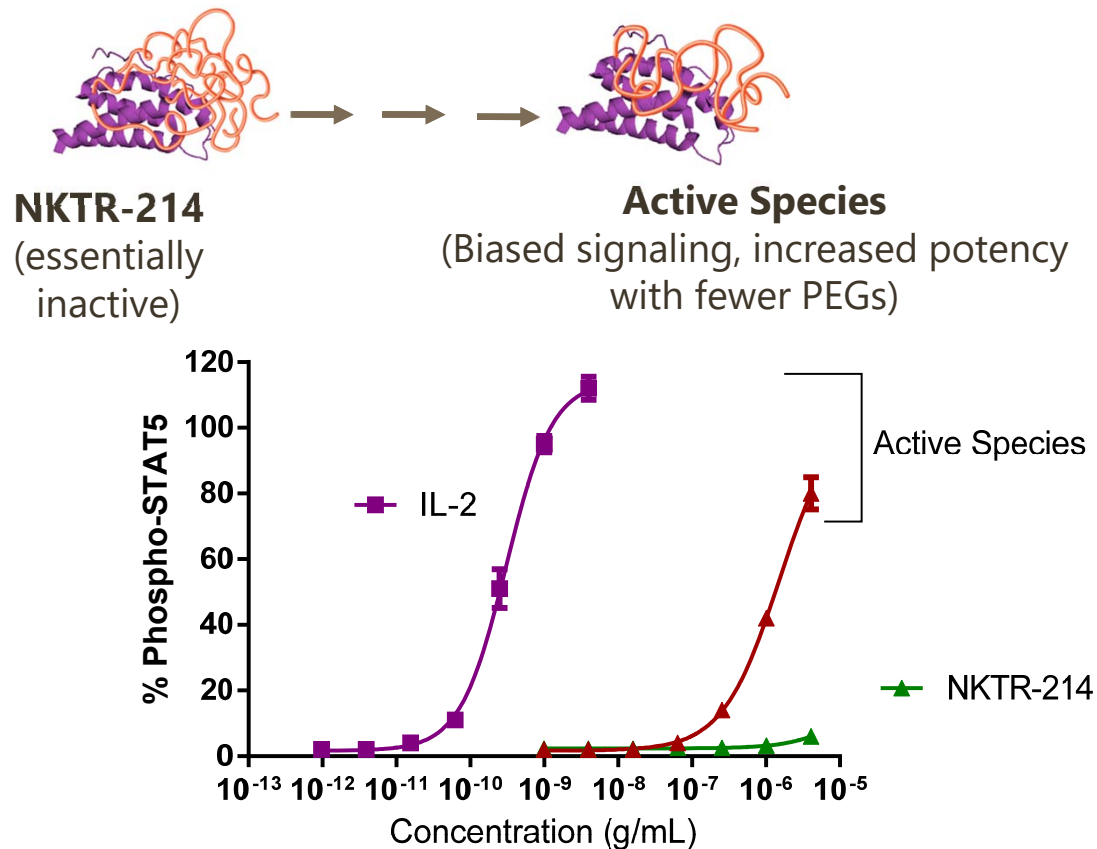 NKTR-214
(essentially
inactive)
Active Species
(Biased signaling, increased potency
with fewer PEGs)
120
100
80
60
40
20
0
% Phospho-STAT5
IL-2
Active Species
NKTR-214
10⁻¹³ 10⁻¹² 10⁻¹¹ 10⁻¹⁰ 10⁻⁹ 10⁻⁸ 10⁻⁷ 10⁻⁶ 10⁻⁵
Concentration (g/mL)